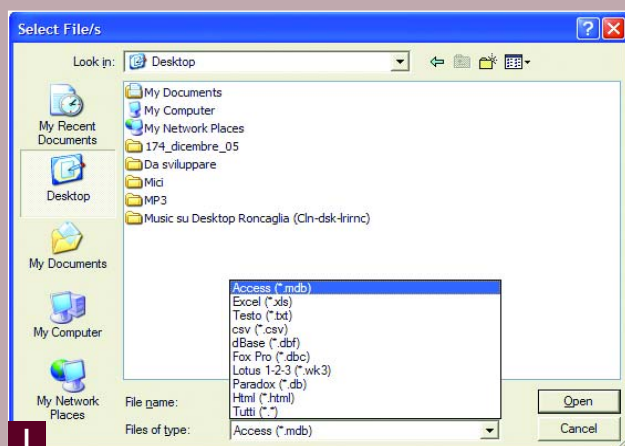 Select File/s
Look in:
Desktop
My Recent
Documents
Desktop
My Documents
My Computer
My Network
Places
My Documents
My Computer
My Network Places
174_dicembre_05
Da sviluppare
Mici
MP3
Music su Desktop Roncaglia (Cln-dsk-lrirnc)
Access (*.mdb)
Excel (*.xls)
Testo (*.txt)
csv (*.csv)
dBase (*.dbf)
Fox Pro (*.dbc)
Lotus 1-2-3 (*.wk3)
Paradox (*.db)
Html (*.html)
Tutti (*.*)
File name:
Open
Files of type:
Access (*.mdb)
Cancel